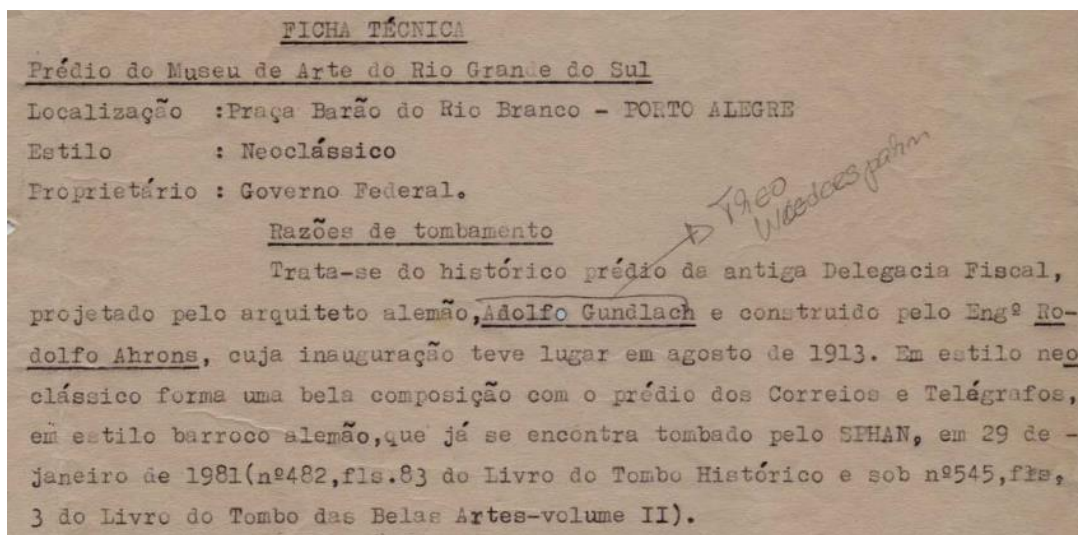 FICHA TÉCNICA
Prédio do Museu de Arte do Rio Grande do Sul
Localização :Praça Barão do Rio Branco - PORTO ALEGRE
Estilo : Neoclássico
Proprietário : Governo Federal.
Theo
Razões de tombamento
Trata-se do histórico prédio da antiga Delegacia Fiscal,
projetado pelo arquiteto alemão,Adolfo Gundlach e construido pelo Engº Ro-
dolfo Ahrons, cuja inauguração teve lugar em agosto de 1913. Em estilo neo
clássico forma uma bela composição com o prédio dos Correios e Telégrafos,
em estilo barroco alemão,que já se encontra tombado pelo SPHAN, em 29 de -
janeiro de 1981(nº482,fls.83 do Livro do Tombo Histórico e sob nº545,fls,
3 do Livro do Tombo das Belas Artes-volume II).